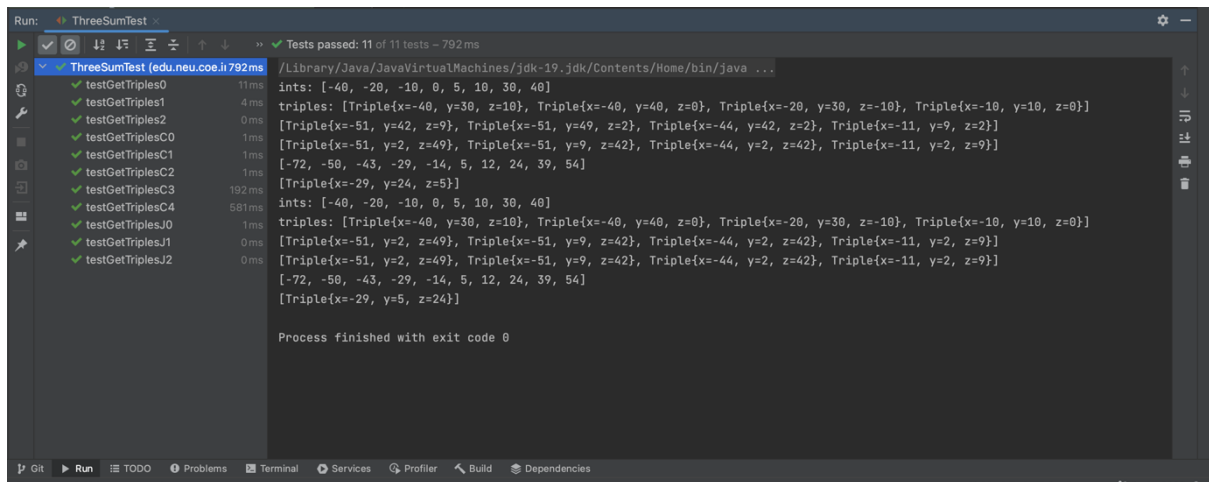 Run: ThreeSumTest ×
» Tests passed: 11 of 11 tests – 792 ms
ThreeSumTest (edu.neu.coe.i 792 ms
testGetTriples0 11 ms
testGetTriples1 4 ms
testGetTriples2 0 ms
testGetTriplesC0 1 ms
testGetTriplesC1 1 ms
testGetTriplesC2 1 ms
testGetTriplesC3 192 ms
testGetTriplesC4 581 ms
testGetTriplesJ0 1 ms
testGetTriplesJ1 0 ms
testGetTriplesJ2 0 ms
/Library/Java/JavaVirtualMachines/jdk-19.jdk/Contents/Home/bin/java ...
ints: [-40, -20, -10, 0, 5, 10, 30, 40]
triples: [Triple{x=-40, y=30, z=10}, Triple{x=-40, y=40, z=0}, Triple{x=-20, y=30, z=-10}, Triple{x=-10, y=10, z=0}]
[Triple{x=-51, y=42, z=9}, Triple{x=-51, y=49, z=2}, Triple{x=-44, y=42, z=2}, Triple{x=-11, y=9, z=2}]
[Triple{x=-51, y=2, z=49}, Triple{x=-51, y=9, z=42}, Triple{x=-44, y=2, z=42}, Triple{x=-11, y=2, z=9}]
[-72, -50, -43, -29, -14, 5, 12, 24, 39, 54]
[Triple{x=-29, y=24, z=5}]
ints: [-40, -20, -10, 0, 5, 10, 30, 40]
triples: [Triple{x=-40, y=30, z=10}, Triple{x=-40, y=40, z=0}, Triple{x=-20, y=30, z=-10}, Triple{x=-10, y=10, z=0}]
[Triple{x=-51, y=2, z=49}, Triple{x=-51, y=9, z=42}, Triple{x=-44, y=2, z=42}, Triple{x=-11, y=2, z=9}]
[Triple{x=-51, y=2, z=49}, Triple{x=-51, y=9, z=42}, Triple{x=-44, y=2, z=42}, Triple{x=-11, y=2, z=9}]
[-72, -50, -43, -29, -14, 5, 12, 24, 39, 54]
[Triple{x=-29, y=5, z=24}]
Process finished with exit code 0
Git Run TODO Problems Terminal Services Profiler Build Dependencies